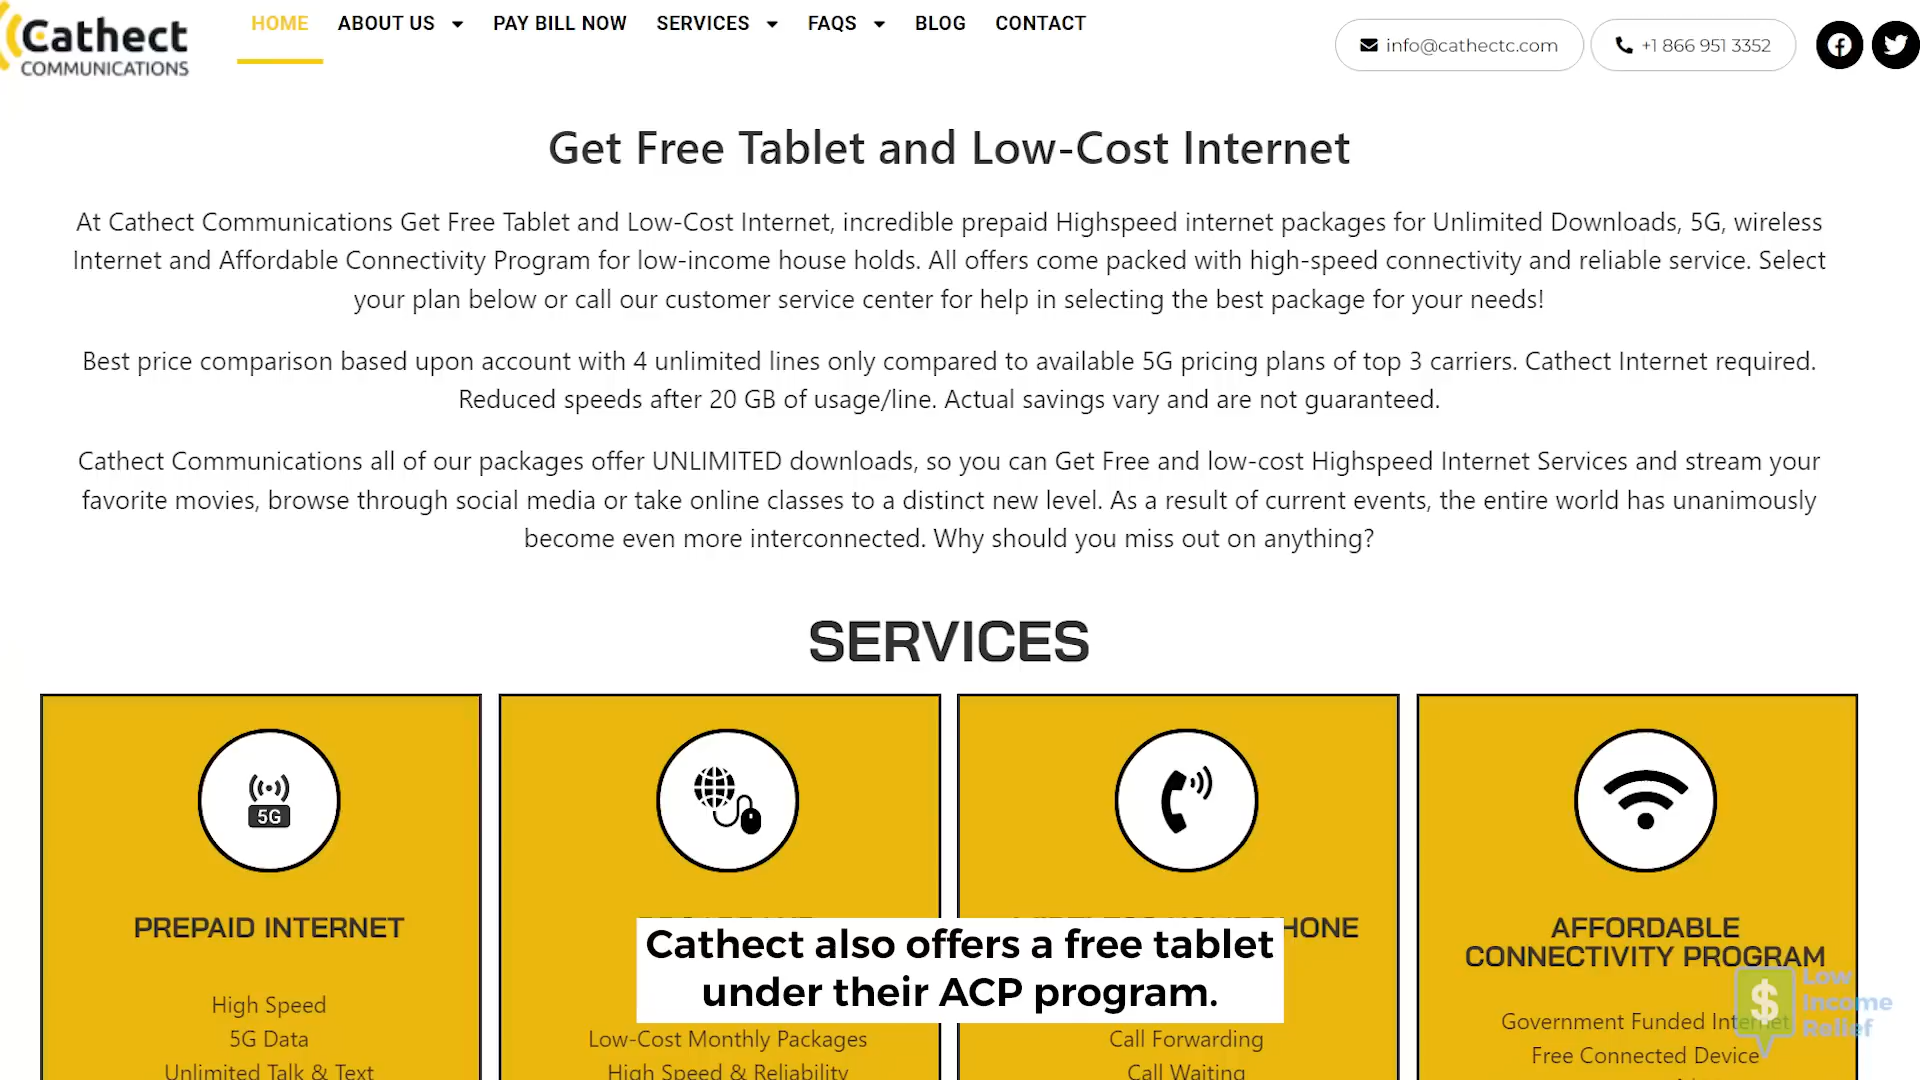 Cathect
COMMUNICATIONS
HOME
ABOUT US
PAY BILL NOW
SERVICES
FAQS
BLOG
CONTACT
info@cathectc.com
+1 866 951 3352
Get Free Tablet and Low-Cost Internet
At Cathect Communications Get Free Tablet and Low-Cost Internet, incredible prepaid Highspeed internet packages for Unlimited Downloads, 5G, wireless
Internet and Affordable Connectivity Program for low-income house holds. All offers come packed with high-speed connectivity and reliable service. Select
your plan below or call our customer service center for help in selecting the best package for your needs!
Best price comparison based upon account with 4 unlimited lines only compared to available 5G pricing plans of top 3 carriers. Cathect Internet required.
Reduced speeds after 20 GB of usage/line. Actual savings vary and are not guaranteed.
Cathect Communications all of our packages offer UNLIMITED downloads, so you can Get Free and low-cost Highspeed Internet Services and stream your
favorite movies, browse through social media or take online classes to a distinct new level. As a result of current events, the entire world has unanimously
become even more interconnected. Why should you miss out on anything?
SERVICES
5G
PREPAID INTERNET
High Speed
5G Data
Unlimited Talk & Text
Low-Cost Monthly Packages
High Speed & Reliability
Call Forwarding
Call Waiting
AFFORDABLE
CONNECTIVITY PROGRAM
Government Funded Internet
Free Connected Device
Cathect also offers a free tablet
under their ACP program.
$
Low
Income
Relief